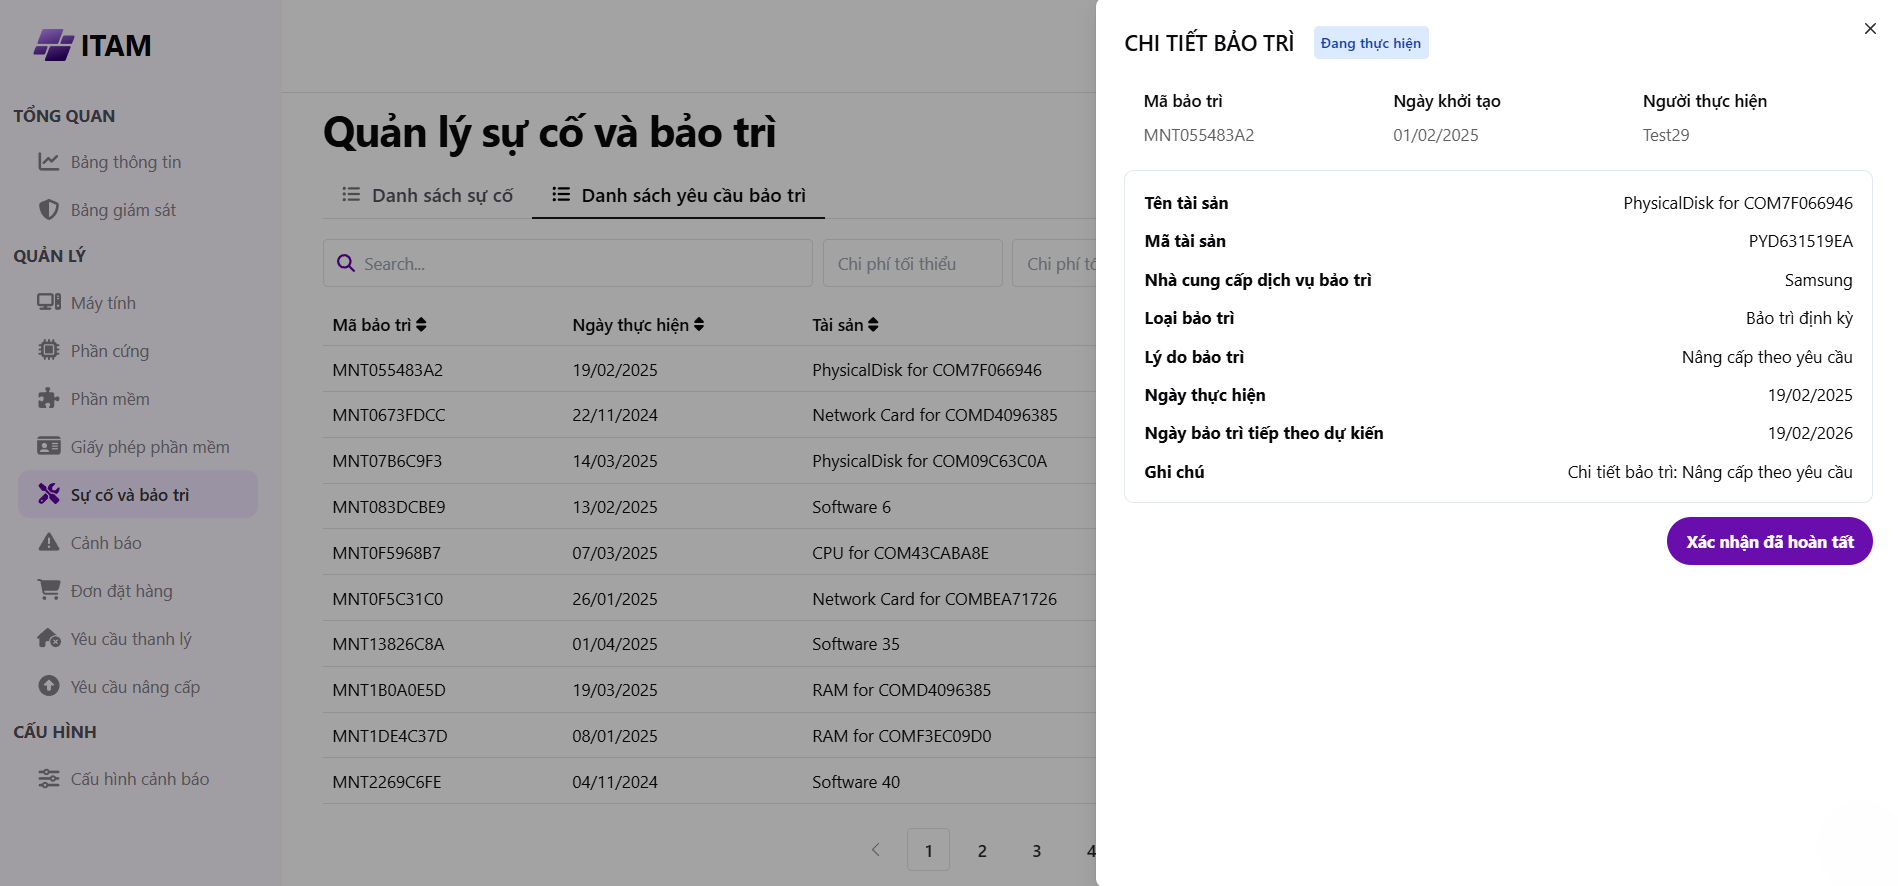 ITAM
TỔNG QUAN
Bảng thông tin
Bảng giám sát
QUẢN LÝ
Máy tính
Phần cứng
Phần mềm
Giấy phép phần mềm
Sự cố và bảo trì
Cảnh báo
Đơn đặt hàng
Yêu cầu thanh lý
Yêu cầu nâng cấp
CẤU HÌNH
Cấu hình cảnh báo
Quản lý sự cố và bảo trì
Danh sách sự cố Danh sách yêu cầu bảo trì
Search... Chi phí tối thiểu Chi phí
Mã bảo trì Ngày thực hiện Tài sản
MNT055483A2 19/02/2025 PhysicalDisk for COM7F066946
MNT0673FDCC 22/11/2024 Network Card for COMD4096385
MNT07B6C9F3 14/03/2025 PhysicalDisk for COM09C63C0A
MNT083DCBE9 13/02/2025 Software 6
MNT0F5968B7 07/03/2025 CPU for COM43CABA8E
MNT0F5C31C0 26/01/2025 Network Card for COMBEA71726
MNT13826C8A 01/04/2025 Software 35
MNT1B0A0E5D 19/03/2025 RAM for COMD4096385
MNT1DE4C37D 08/01/2025 RAM for COMF3EC09D0
MNT2269C6FE 04/11/2024 Software 40
1 2 3 4
CHI TIẾT BẢO TRÌ Đang thực hiện
Mã bảo trì Ngày khởi tạo Người thực hiện
MNT055483A2 01/02/2025 Test29
Tên tài sản PhysicalDisk for COM7F066946
Mã tài sản PYD631519EA
Nhà cung cấp dịch vụ bảo trì Samsung
Loại bảo trì Bảo trì định kỳ
Lý do bảo trì Nâng cấp theo yêu cầu
Ngày thực hiện 19/02/2025
Ngày bảo trì tiếp theo dự kiến 19/02/2026
Ghi chú Chi tiết bảo trì: Nâng cấp theo yêu cầu
Xác nhận đã hoàn tất